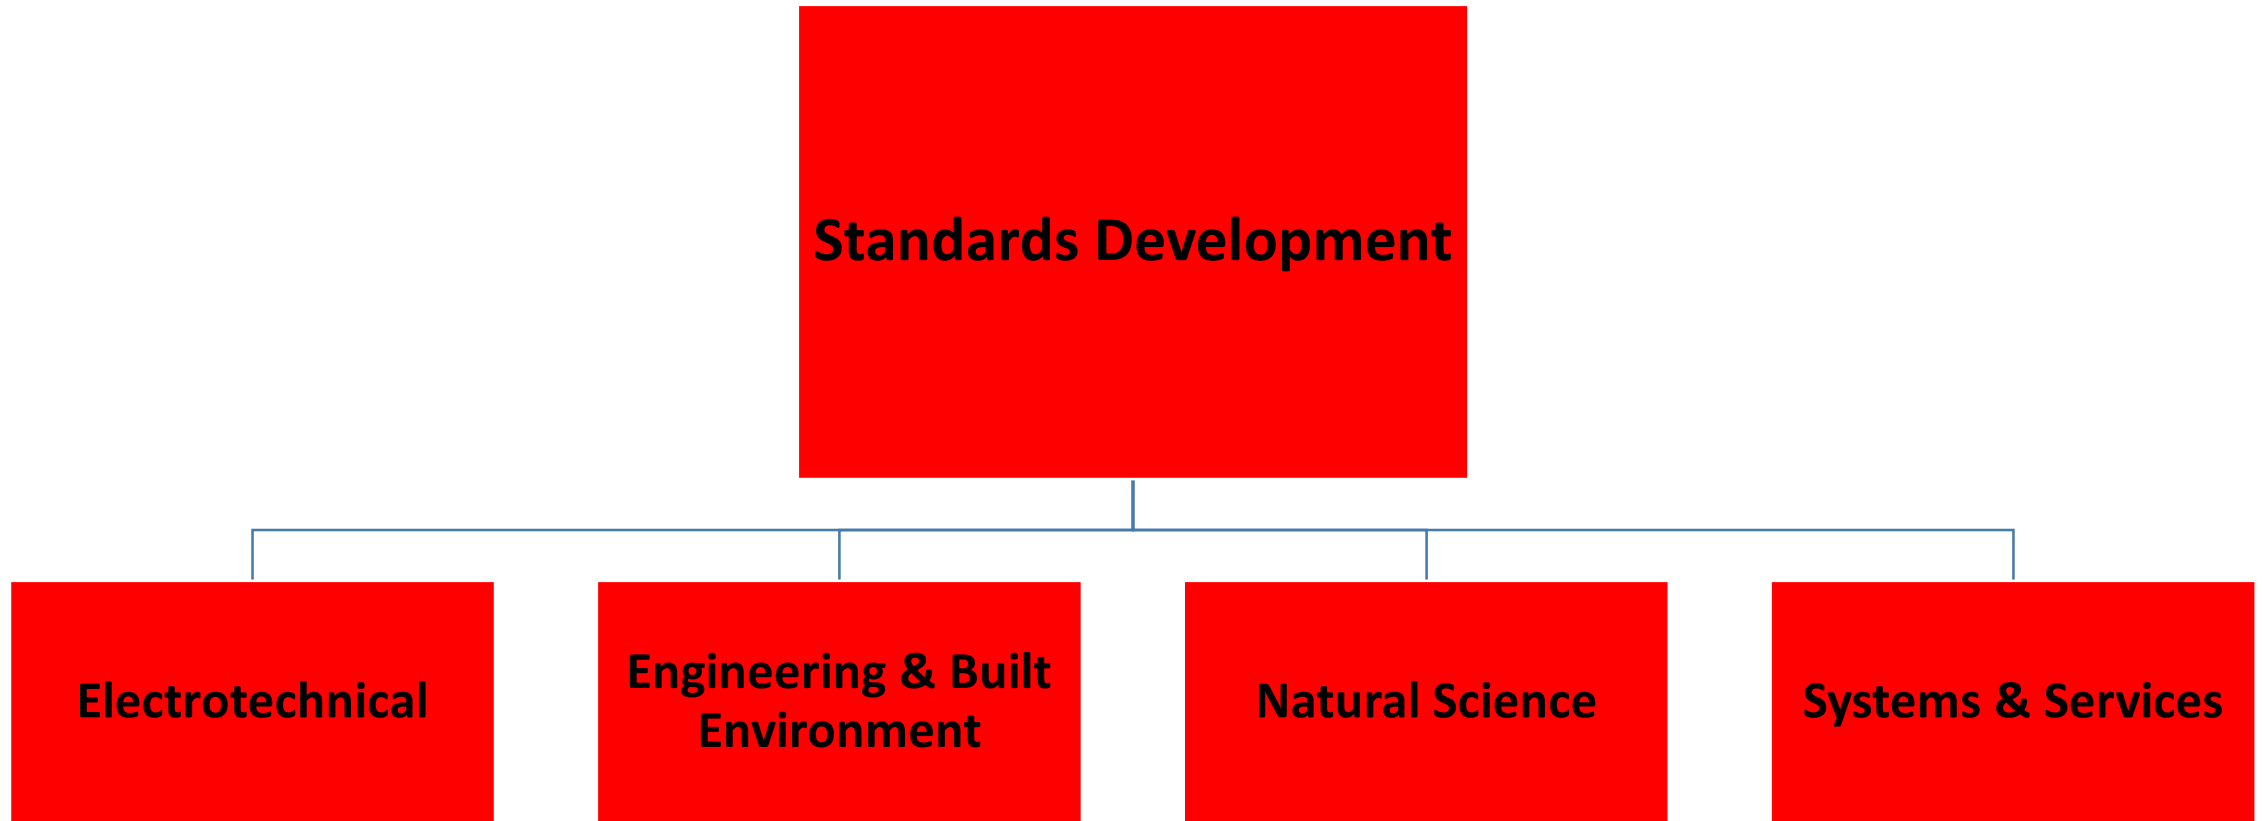 Standards Development
Electrotechnical
Engineering & Built
Environment
Natural Science
Systems & Services